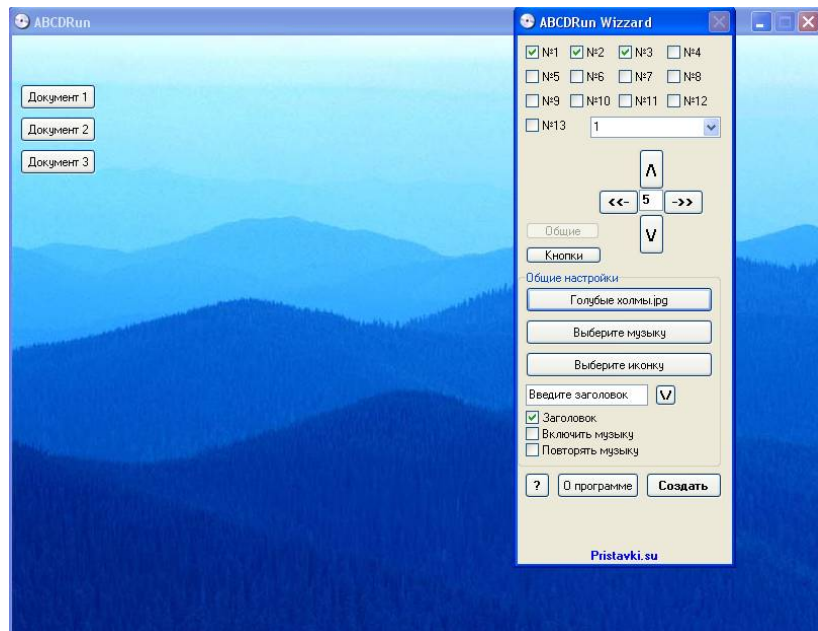 ABCDRun
Документ 1
Документ 2
Документ 3
ABCDRun Wizzard
№1 №2 №3 №4
№5 №6 №7 №8
№9 №10 №11 №12
№13 1
Λ
<<- 5 ->>
V
Общие
Кнопки
Общие настройки
Голубые холмы.jpg
Выберите музыку
Выберите иконку
Введите заголовок V
Заголовок
Включить музыку
Повторять музыку
? О программе Создать
Pristavki.su